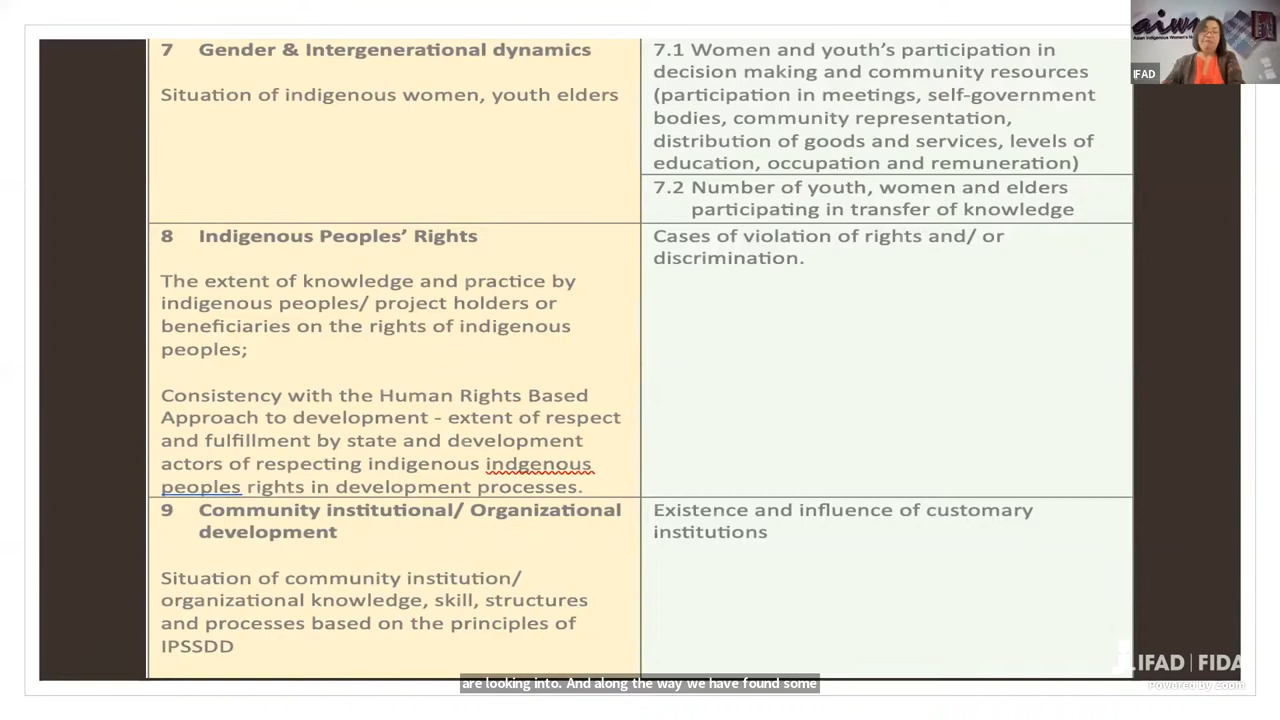 7 Gender & Intergenerational dynamics
Situation of indigenous women, youth elders
7.1 Women and youth's participation in
decision making and community resources
(participation in meetings, self-government
bodies, community representation,
distribution of goods and services, levels of
education, occupation and remuneration)
7.2 Number of youth, women and elders
participating in transfer of knowledge
8 Indigenous Peoples' Rights
The extent of knowledge and practice by
indigenous peoples/ project holders or
beneficiaries on the rights of indigenous
peoples;
Consistency with the Human Rights Based
Approach to development - extent of respect
and fulfillment by state and development
actors of respecting indigenous indgenous
peoples rights in development processes.
Cases of violation of rights and/ or
discrimination.
9 Community institutional/ Organizational
development
Situation of community institution/
organizational knowledge, skill, structures
and processes based on the principles of
IPSSDD
Existence and influence of customary
institutions
IFAD
IFAD | FIDA
Powered by Zoom
are looking into. And along the way we have found some